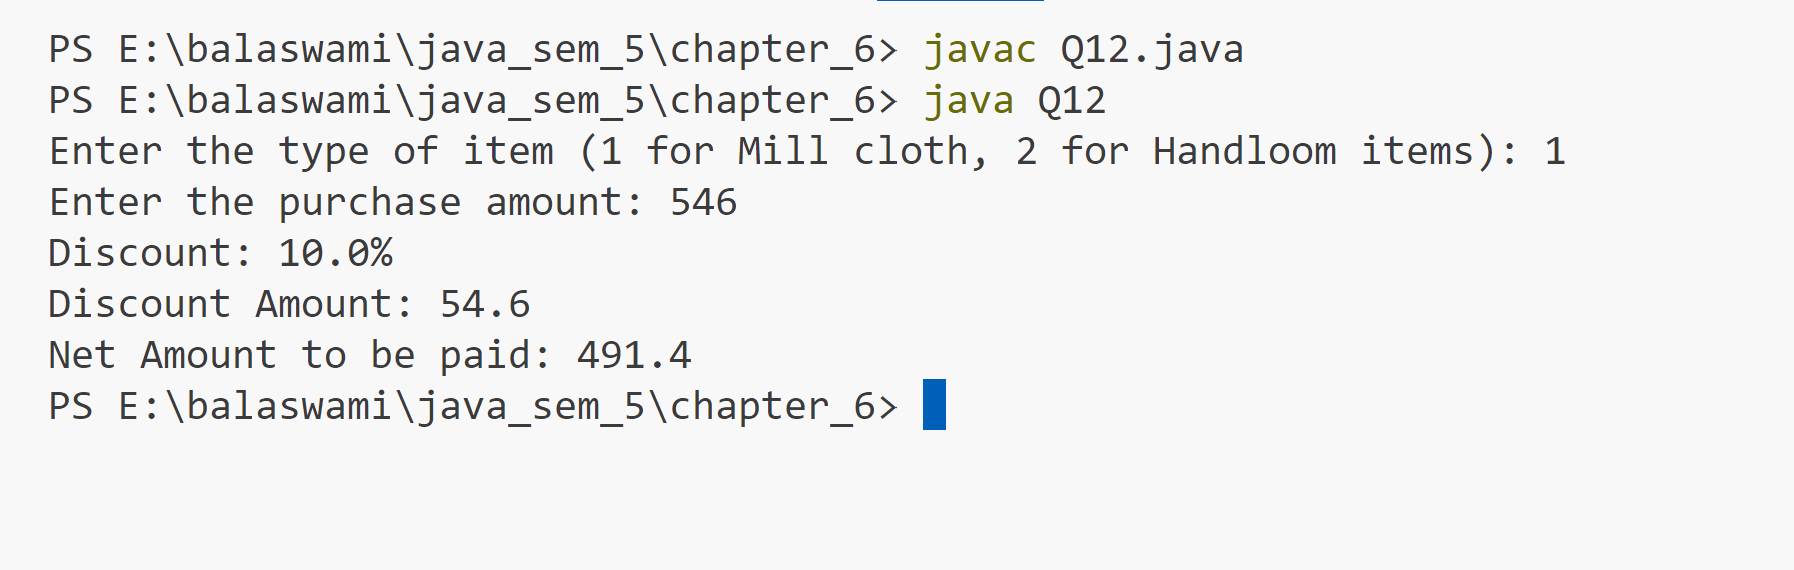 PS E:\balaswami\java_sem_5\chapter_6> javac Q12.java
PS E:\balaswami\java_sem_5\chapter_6> java Q12
Enter the type of item (1 for Mill cloth, 2 for Handloom items): 1
Enter the purchase amount: 546
Discount: 10.0%
Discount Amount: 54.6
Net Amount to be paid: 491.4
PS E:\balaswami\java_sem_5\chapter_6>